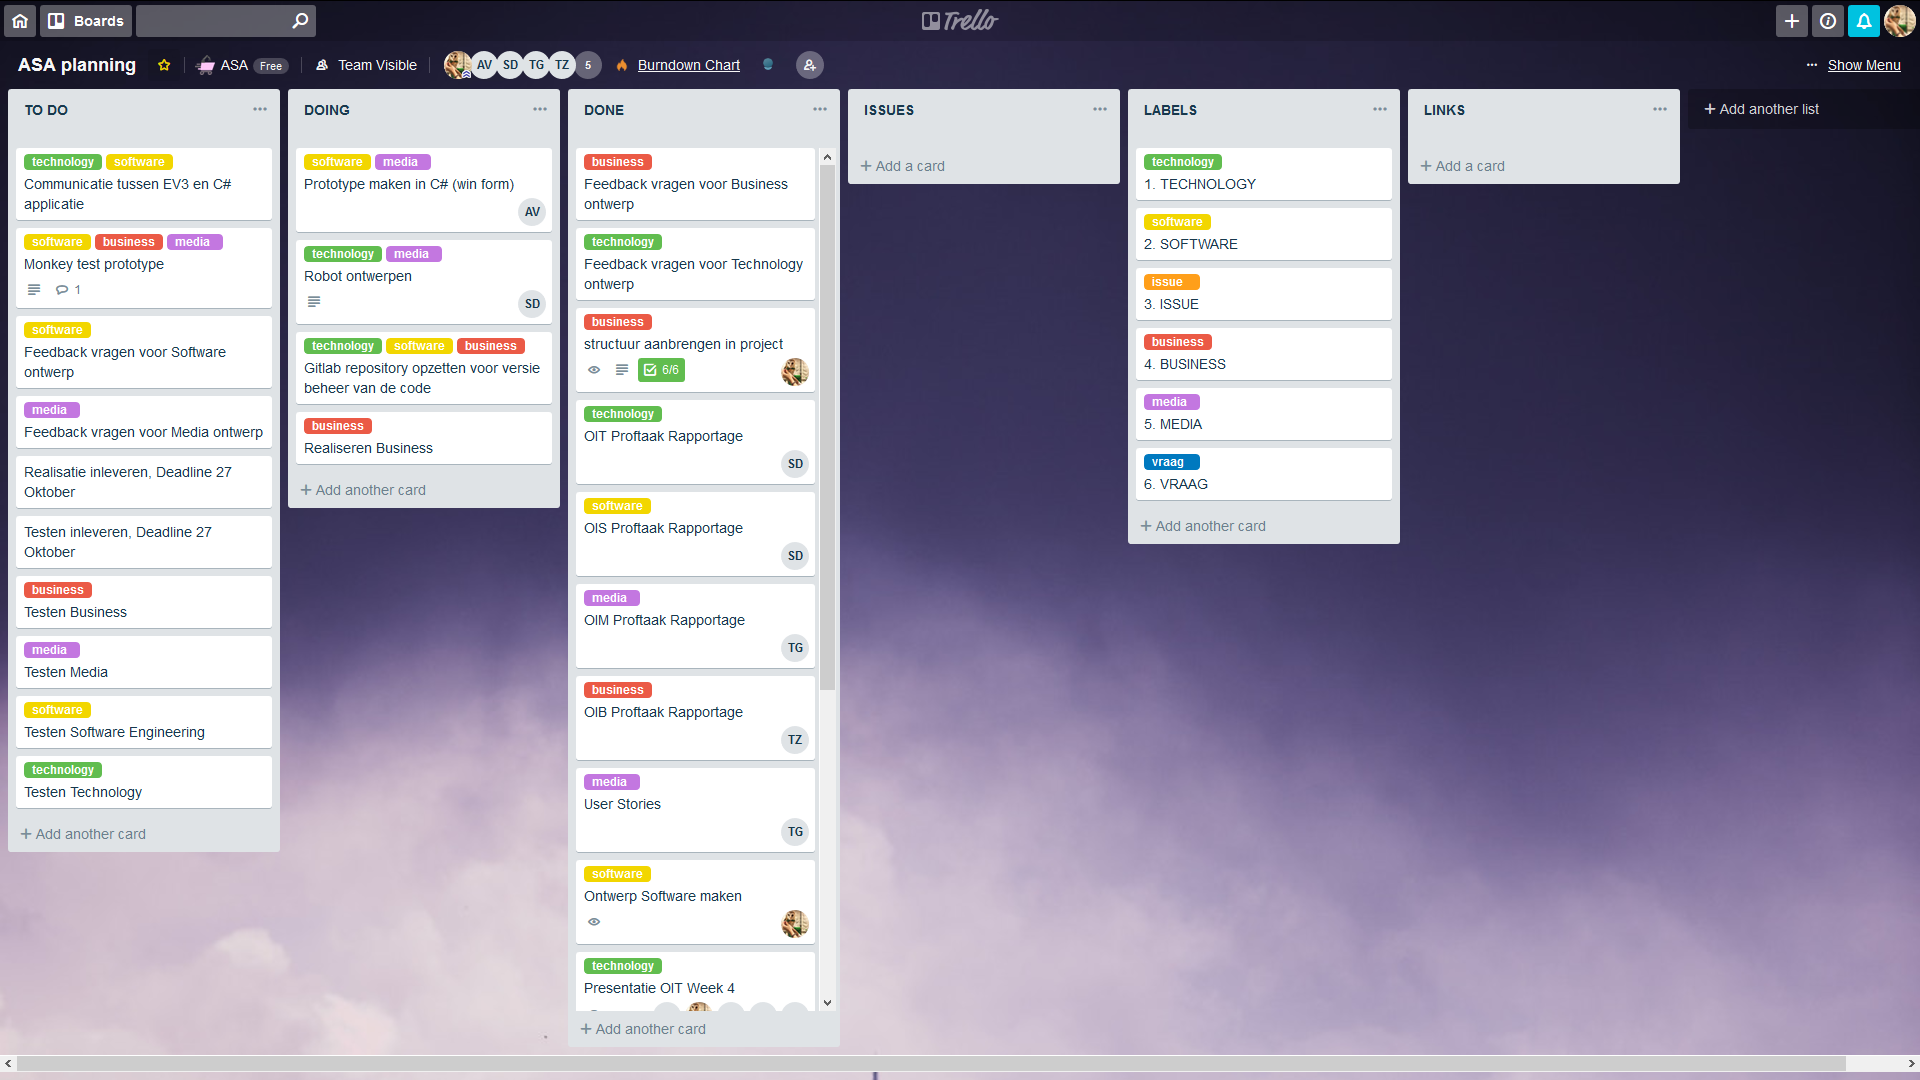 Boards
Trello
ASA planning
ASA Free
Team Visible
AV SD TG TZ 5
Burndown Chart
Show Menu
TO DO
technology software
Communicatie tussen EV3 en C#
applicatie
software business media
Monkey test prototype
1
software
Feedback vragen voor Software
ontwerp
media
Feedback vragen voor Media ontwerp
Realisatie inleveren, Deadline 27
Oktober
Testen inleveren, Deadline 27
Oktober
business
Testen Business
media
Testen Media
software
Testen Software Engineering
technology
Testen Technology
+ Add another card
DOING
software media
Prototype maken in C# (win form)
AV
technology media
Robot ontwerpen
SD
technology software business
Gitlab repository opzetten voor versie
beheer van de code
business
Realiseren Business
+ Add another card
DONE
business
Feedback vragen voor Business
ontwerp
technology
Feedback vragen voor Technology
ontwerp
business
structuur aanbrengen in project
6/6
technology
OIT Proftaak Rapportage
SD
software
OIS Proftaak Rapportage
SD
media
OIM Proftaak Rapportage
TG
business
OIB Proftaak Rapportage
TZ
media
User Stories
TG
software
Ontwerp Software maken
technology
Presentatie OIT Week 4
+ Add another card
ISSUES
+ Add a card
LABELS
technology
1. TECHNOLOGY
software
2. SOFTWARE
issue
3. ISSUE
business
4. BUSINESS
media
5. MEDIA
vraag
6. VRAAG
+ Add another card
LINKS
+ Add a card
+ Add another list